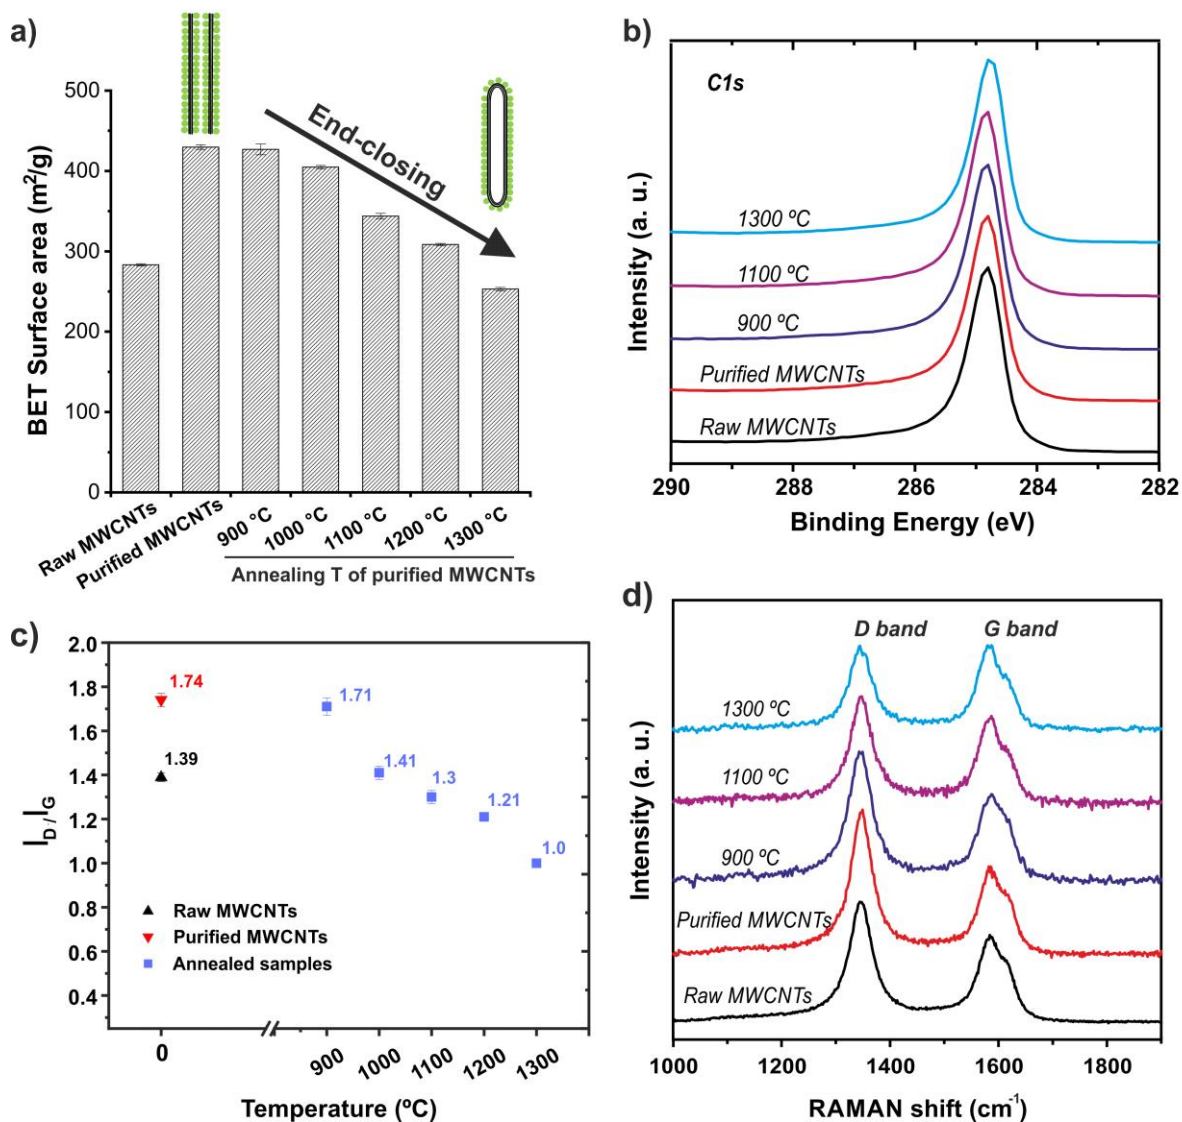 a)
500
400
300
200
100
0
BET Surface area (m²/g)
End-closing
Raw MWCNTs
Purified MWCNTs
900 °C
1000 °C
1100 °C
1200 °C
1300 °C
Annealing T of purified MWCNTs
b)
C1s
1300 ºC
1100 ºC
900 ºC
Purified MWCNTs
Raw MWCNTs
Intensity (a. u.)
290 288 286 284 282
Binding Energy (eV)
c)
2.0
1.8
1.6
1.4
1.2
1.0
0.8
0.6
0.4
I_D/I_G
1.74
1.39
1.71
1.41
1.3
1.21
1.0
Raw MWCNTs
Purified MWCNTs
Annealed samples
0 900 1000 1100 1200 1300
Temperature (ºC)
d)
D band G band
1300 ºC
1100 ºC
900 ºC
Purified MWCNTs
Raw MWCNTs
Intensity (a. u.)
1000 1200 1400 1600 1800
RAMAN shift (cm⁻¹)